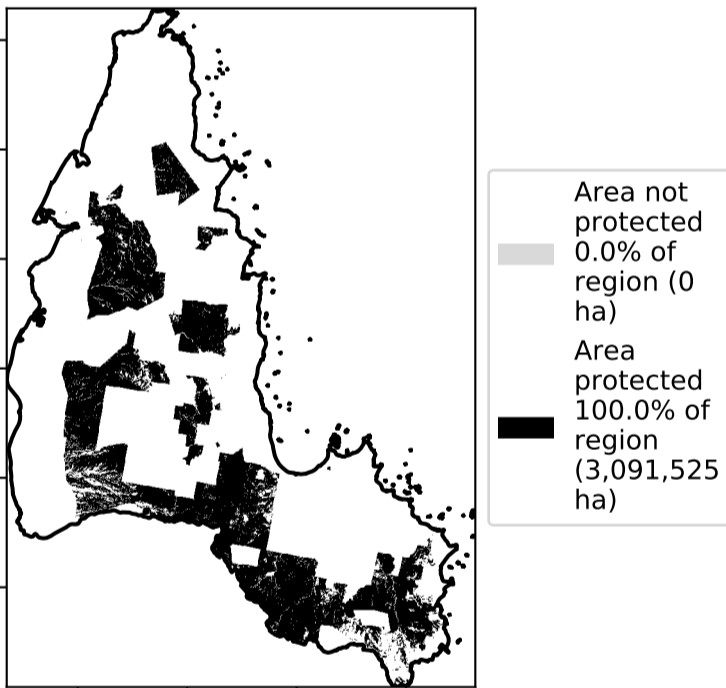 Area not
protected
0.0% of
region (0
ha)
Area
protected
100.0% of
region
(3,091,525
ha)